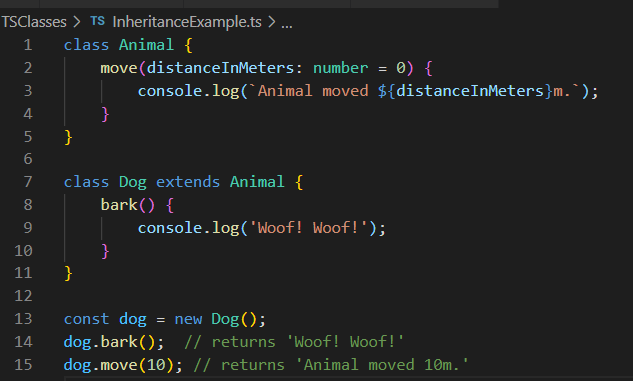 TSClasses > TS InheritanceExample.ts > ...
1 class Animal {
2     move(distanceInMeters: number = 0) {
3         console.log(`Animal moved ${distanceInMeters}m.`);
4     }
5 }
6
7 class Dog extends Animal {
8     bark() {
9         console.log('Woof! Woof!');
10     }
11 }
12
13 const dog = new Dog();
14 dog.bark();  // returns 'Woof! Woof!'
15 dog.move(10); // returns 'Animal moved 10m.'